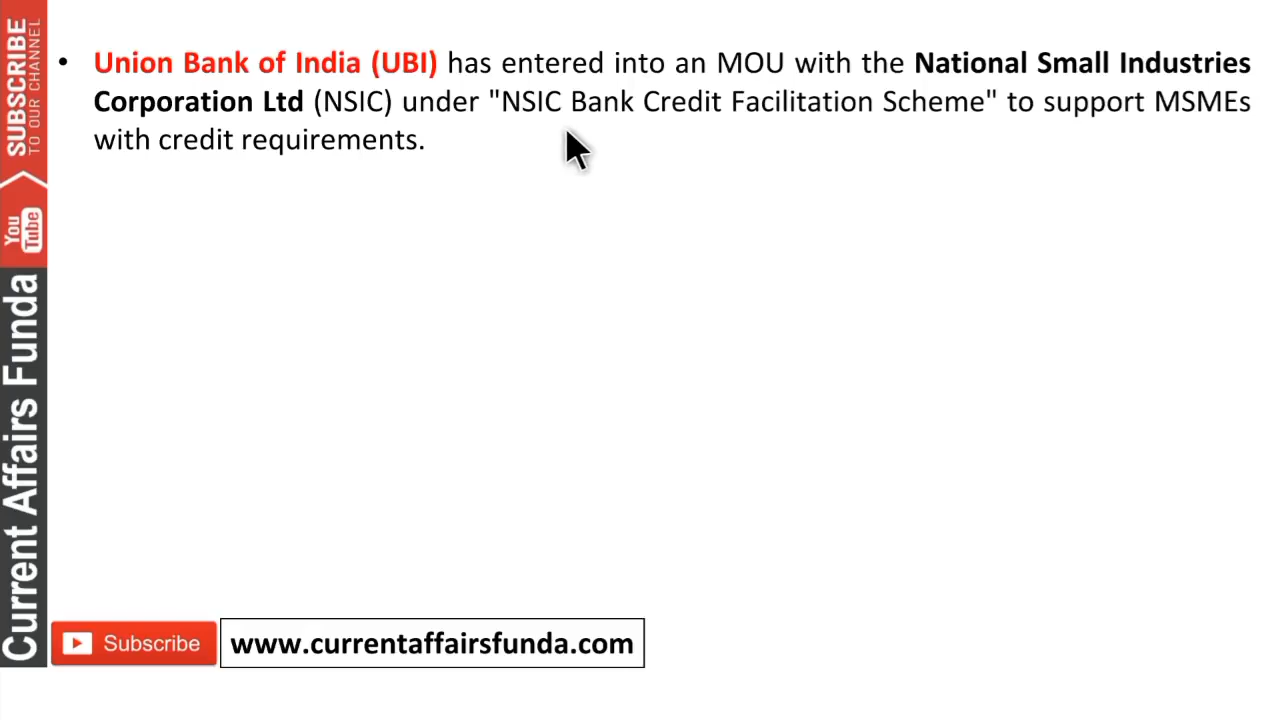 • Union Bank of India (UBI) has entered into an MOU with the National Small Industries
Corporation Ltd (NSIC) under "NSIC Bank Credit Facilitation Scheme" to support MSMEs
with credit requirements.
SUBSCRIBE
TO OUR CHANNEL
You
Tube
Current Affairs Funda
Subscribe
www.currentaffairsfunda.com